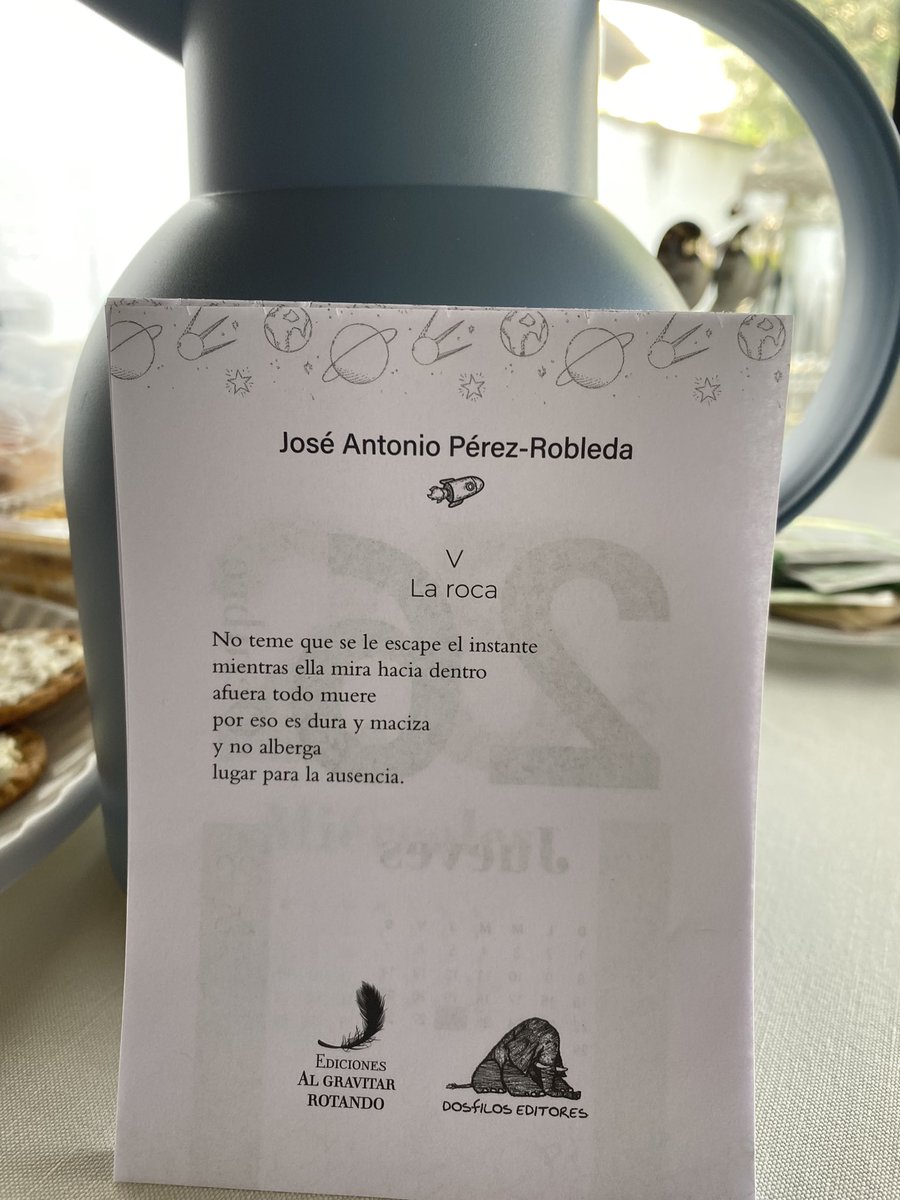 José Antonio Pérez-Robleda
V
La roca
No teme que se le escape el instante
mientras ella mira hacia dentro
afuera todo muere
por eso es dura y maciza
y no alberga
lugar para la ausencia.
26
Jueves
EDICIONES
AL GRAVITAR
ROTANDO
DOSFILOS EDITORES